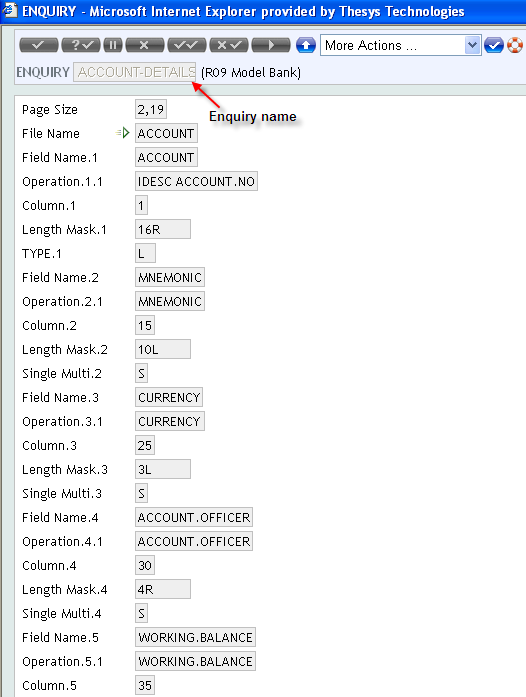 ENQUIRY - Microsoft Internet Explorer provided by Thesys Technologies
More Actions ...
ENQUIRY ACCOUNT-DETAILS (R09 Model Bank)
Enquiry name
Page Size 2,19
File Name ACCOUNT
Field Name.1 ACCOUNT
Operation.1.1 IDESC ACCOUNT.NO
Column.1 1
Length Mask.1 16R
TYPE.1 L
Field Name.2 MNEMONIC
Operation.2.1 MNEMONIC
Column.2 15
Length Mask.2 10L
Single Multi.2 S
Field Name.3 CURRENCY
Operation.3.1 CURRENCY
Column.3 25
Length Mask.3 3L
Single Multi.3 S
Field Name.4 ACCOUNT.OFFICER
Operation.4.1 ACCOUNT.OFFICER
Column.4 30
Length Mask.4 4R
Single Multi.4 S
Field Name.5 WORKING.BALANCE
Operation.5.1 WORKING.BALANCE
Column.5 35